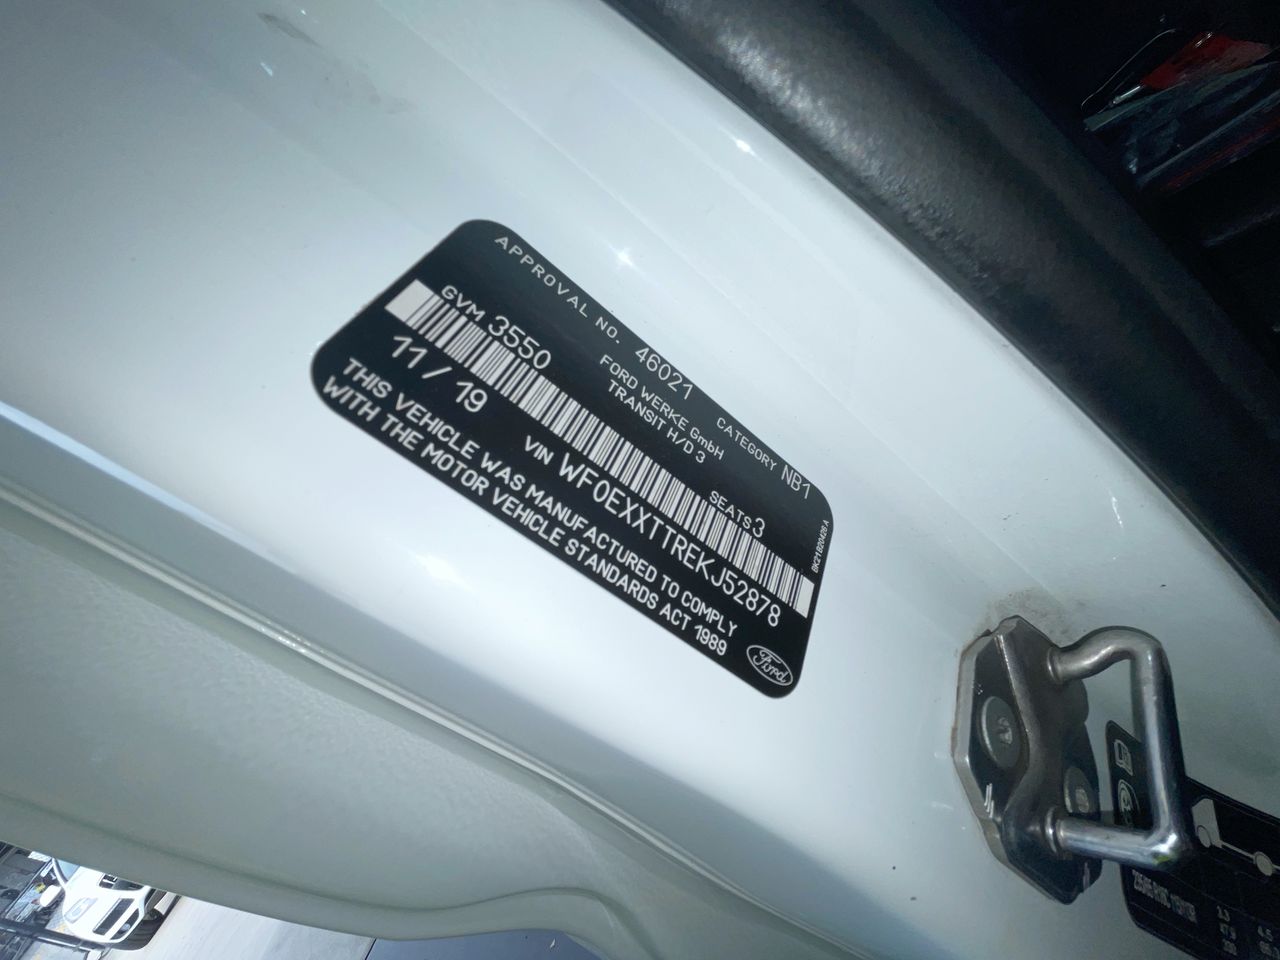 APPROVAL NO. 46021 CATEGORY NB1
FORD WERKE GmbH
GVM 3550 TRANSIT H/D 3 SEATS 3
11 / 19 VIN WF0EXXTTREKJ52878
THIS VEHICLE WAS MANUFACTURED TO COMPLY
WITH THE MOTOR VEHICLE STANDARDS ACT 1989
Ford